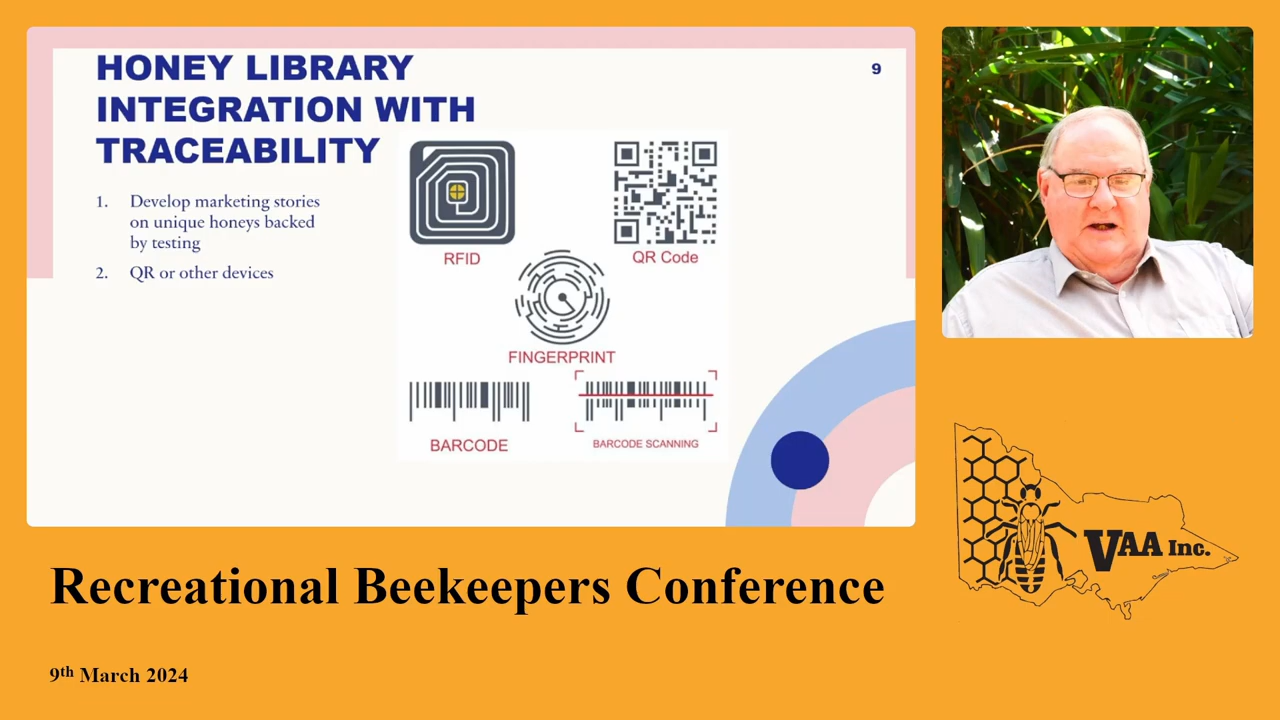 HONEY LIBRARY
INTEGRATION WITH
TRACEABILITY
9
1. Develop marketing stories
on unique honeys backed
by testing
2. QR or other devices
RFID
QR Code
FINGERPRINT
BARCODE
BARCODE SCANNING
VAA Inc.
Recreational Beekeepers Conference
9th March 2024